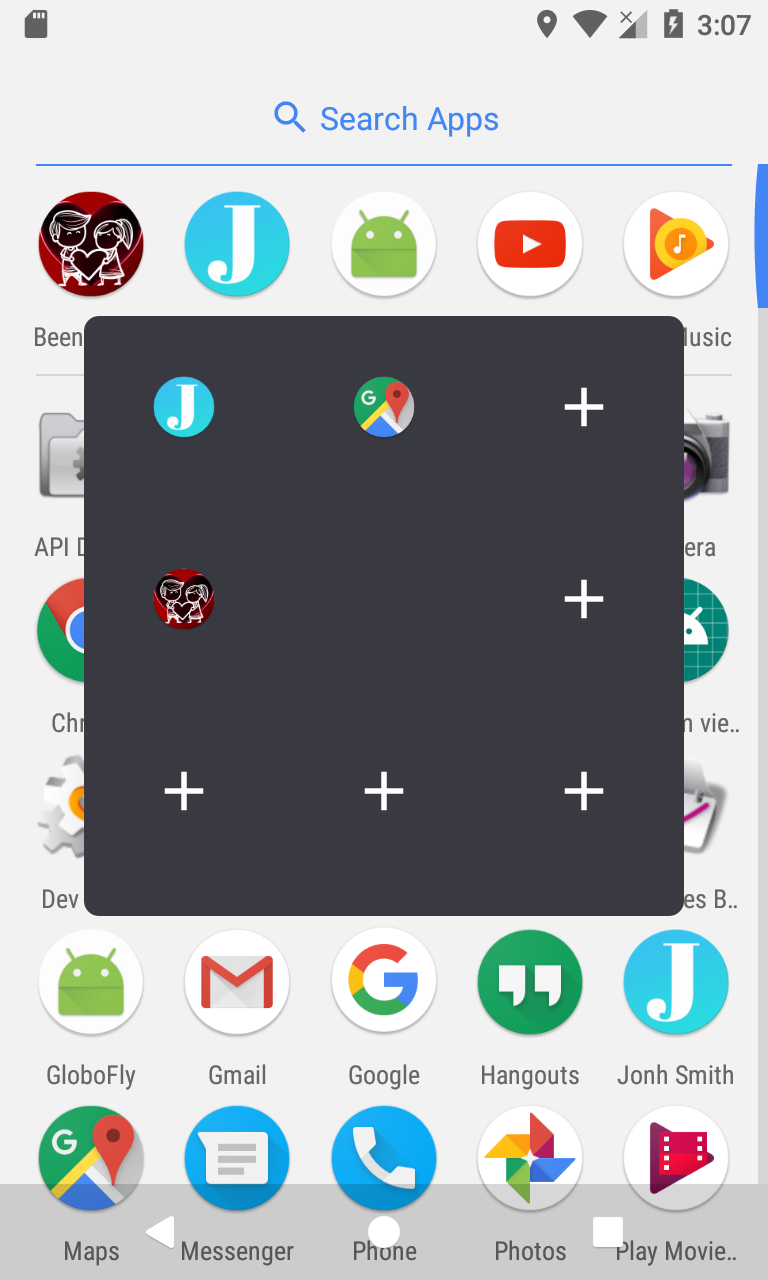 3:07
Search Apps
Been
usic
API
era
Chr
vie..
Dev
es B..
GloboFly
Gmail
Google
Hangouts
Jonh Smith
Maps
Messenger
Phone
Photos
Play Movie..